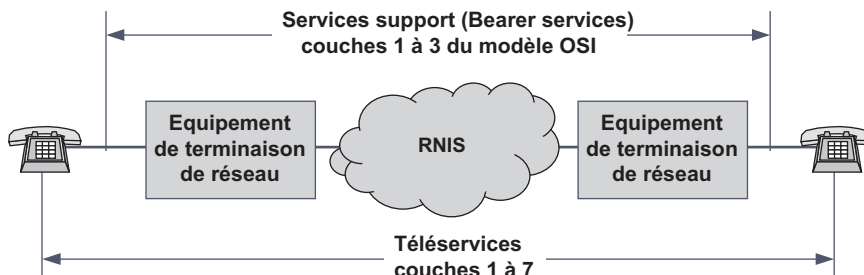 Services support (Bearer services)
couches 1 à 3 du modèle OSI
Equipement
de terminaison
de réseau
RNIS
Equipement
de terminaison
de réseau
Téléservices
couches 1 à 7